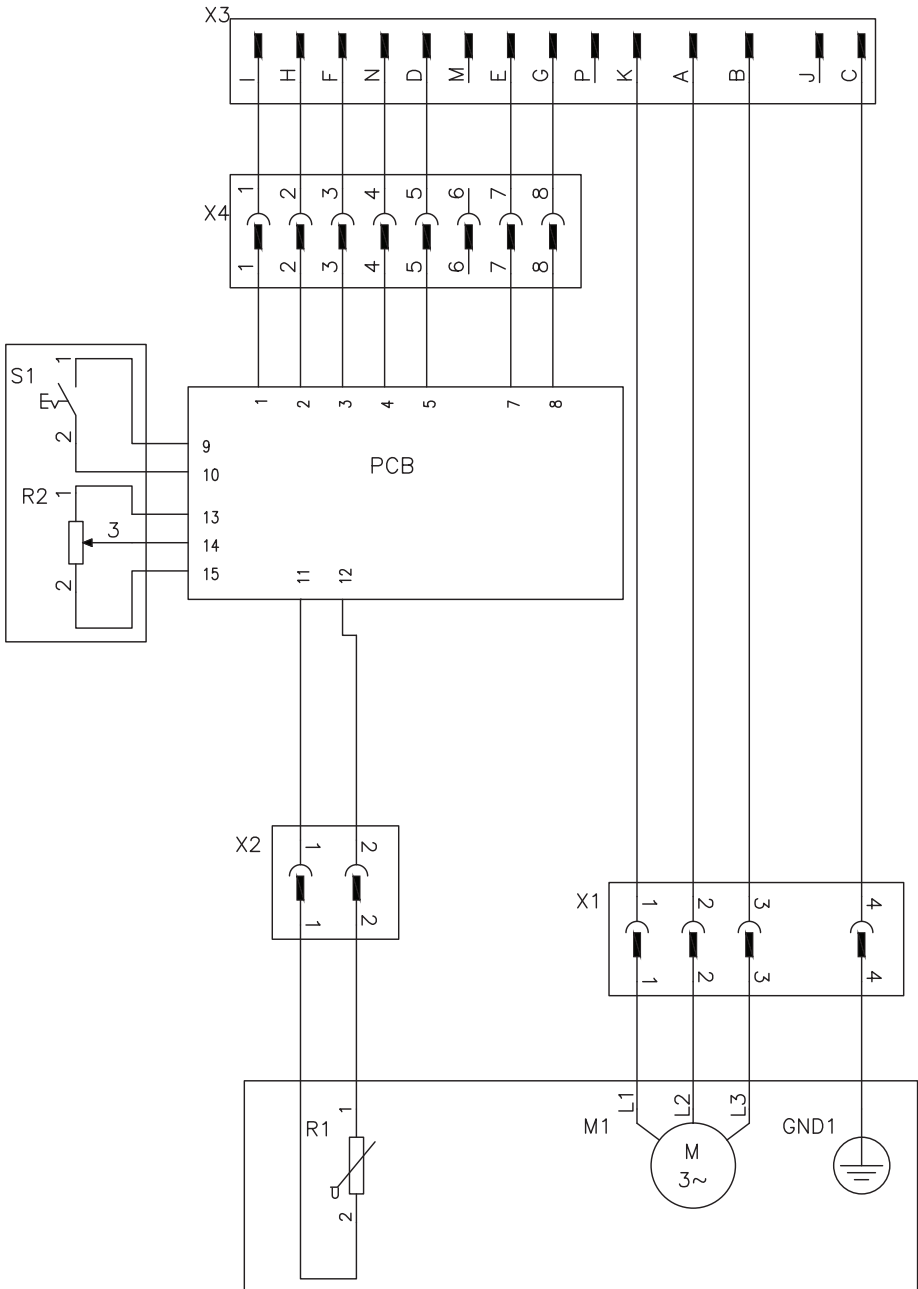 X3
I H F N D M E G P K A B J C
1 2 3 4 5 6 7 8
X4
1 2 3 4 5 6 7 8
S1
1
2
1 2 3 4 5 7 8
9
10
PCB
R2
1
3
2
13
14
15
11 12
X2
1 2
1 2
X1
1 2 3 4
1 2 3 4
R1
1
2
M1
L1 L2 L3
M
3~
GND1